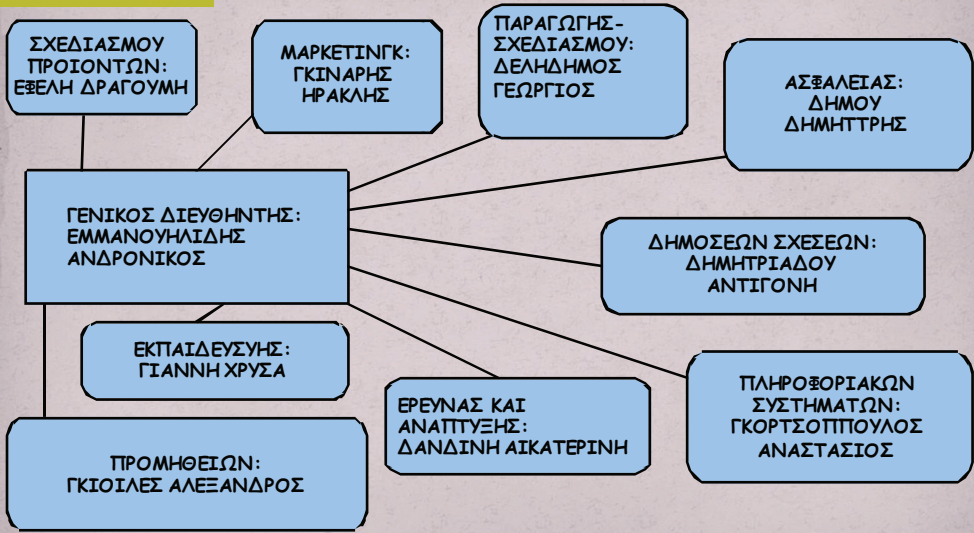 ΣΧΕΔΙΑΣΜΟΥ
ΠΡΟΙΟΝΤΩΝ:
ΕΦΕΛΗ ΔΡΑΓΟΥΜΗ
ΜΑΡΚΕΤΙΝΓΚ:
ΓΚΙΝΑΡΗΣ
ΗΡΑΚΛΗΣ
ΠΑΡΑΓΩΓΗΣ-
ΣΧΕΔΙΑΣΜΟΥ:
ΔΕΛΗΔΗΜΟΣ
ΓΕΩΡΓΙΟΣ
ΑΣΦΑΛΕΙΑΣ:
ΔΗΜΟΥ
ΔΗΜΗΤΤΡΗΣ
ΓΕΝΙΚΟΣ ΔΙΕΥΘΗΝΤΗΣ:
ΕΜΜΑΝΟΥΗΛΙΔΗΣ
ΑΝΔΡΟΝΙΚΟΣ
ΔΗΜΟΣΕΩΝ ΣΧΕΣΕΩΝ:
ΔΗΜΗΤΡΙΑΔΟΥ
ΑΝΤΙΓΟΝΗ
ΕΚΠΑΙΔΕΥΣΥΗΣ:
ΓΙΑΝΝΗ ΧΡΥΣΑ
ΕΡΕΥΝΑΣ ΚΑΙ
ΑΝΑΠΤΥΞΗΣ:
ΔΑΝΔΙΝΗ ΑΙΚΑΤΕΡΙΝΗ
ΠΛΗΡΟΦΟΡΙΑΚΩΝ
ΣΥΣΤΗΜΑΤΩΝ:
ΓΚΟΡΤΣΟΠΠΟΥΛΟΣ
ΑΝΑΣΤΑΣΙΟΣ
ΠΡΟΜΗΘΕΙΩΝ:
ΓΚΙΟΙΛΕΣ ΑΛΕΞΑΝΔΡΟΣ